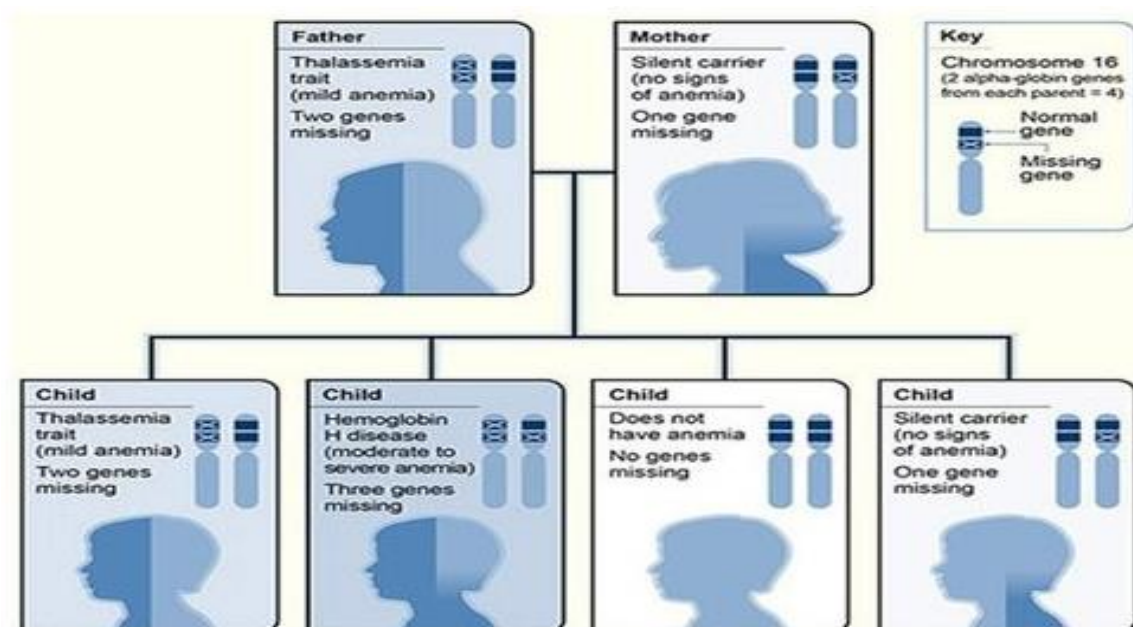 Father
Thalassemia
trait
(mild anemia)
Two genes
missing
Mother
Silent carrier
(no signs
of anemia)
One gene
missing
Key
Chromosome 16
(2 alpha-globin genes
from each parent = 4)
Normal
gene
Missing
gene
Child
Thalassemia
trait
(mild anemia)
Two genes
missing
Child
Hemoglobin
H disease
(moderate to
severe anemia)
Three genes
missing
Child
Does not
have anemia
No genes
missing
Child
Silent carrier
(no signs
of anemia)
One gene
missing